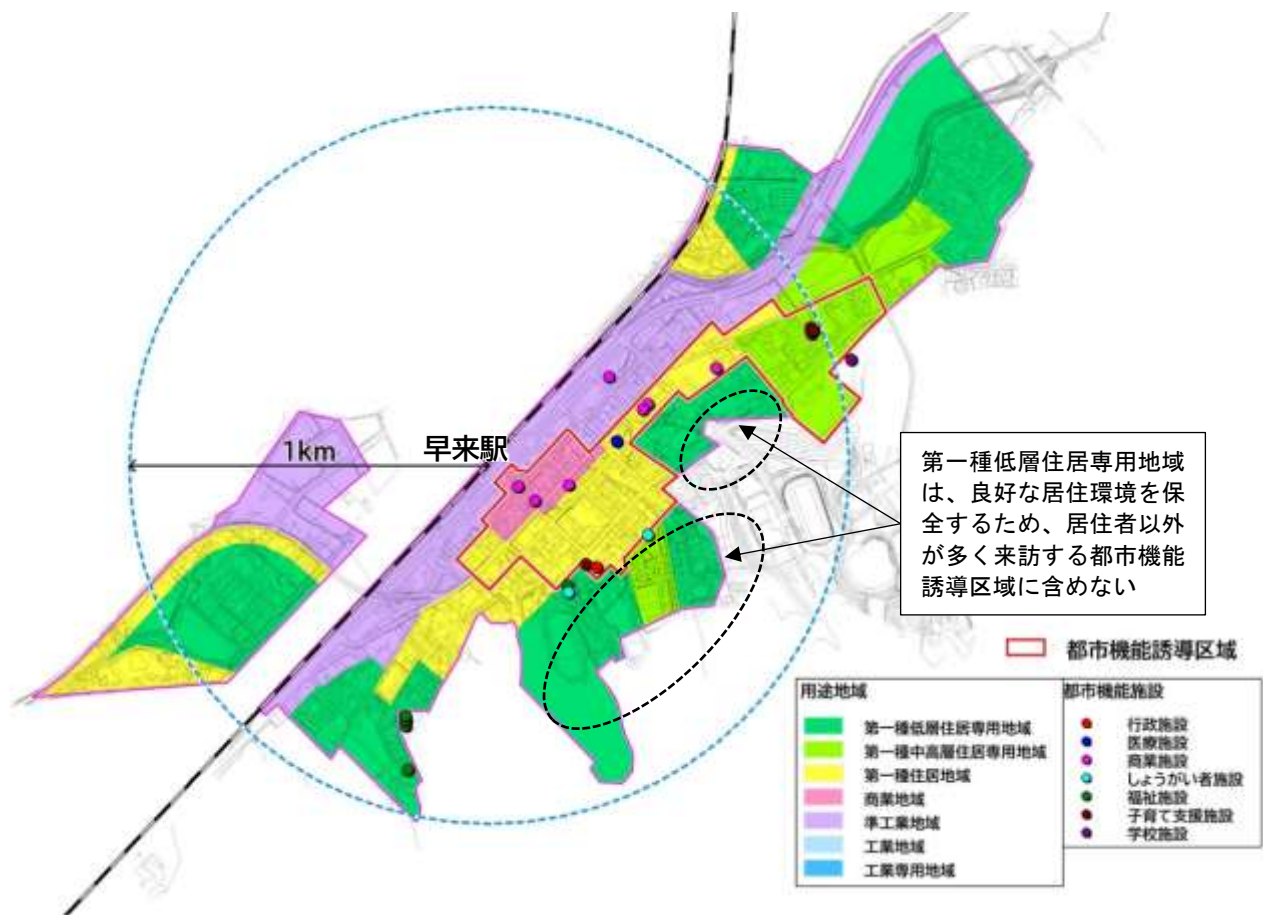 1km
早来駅
第一種低層住居専用地域
は、良好な居住環境を保
全するため、居住者以外
が多く来訪する都市機能
誘導区域に含めない
都市機能誘導区域
用途地域
第一種低層住居専用地域
第一種中高層住居専用地域
第一種住居地域
商業地域
準工業地域
工業地域
工業専用地域
都市機能施設
行政施設
医療施設
商業施設
しょうがい者施設
福祉施設
子育て支援施設
学校施設